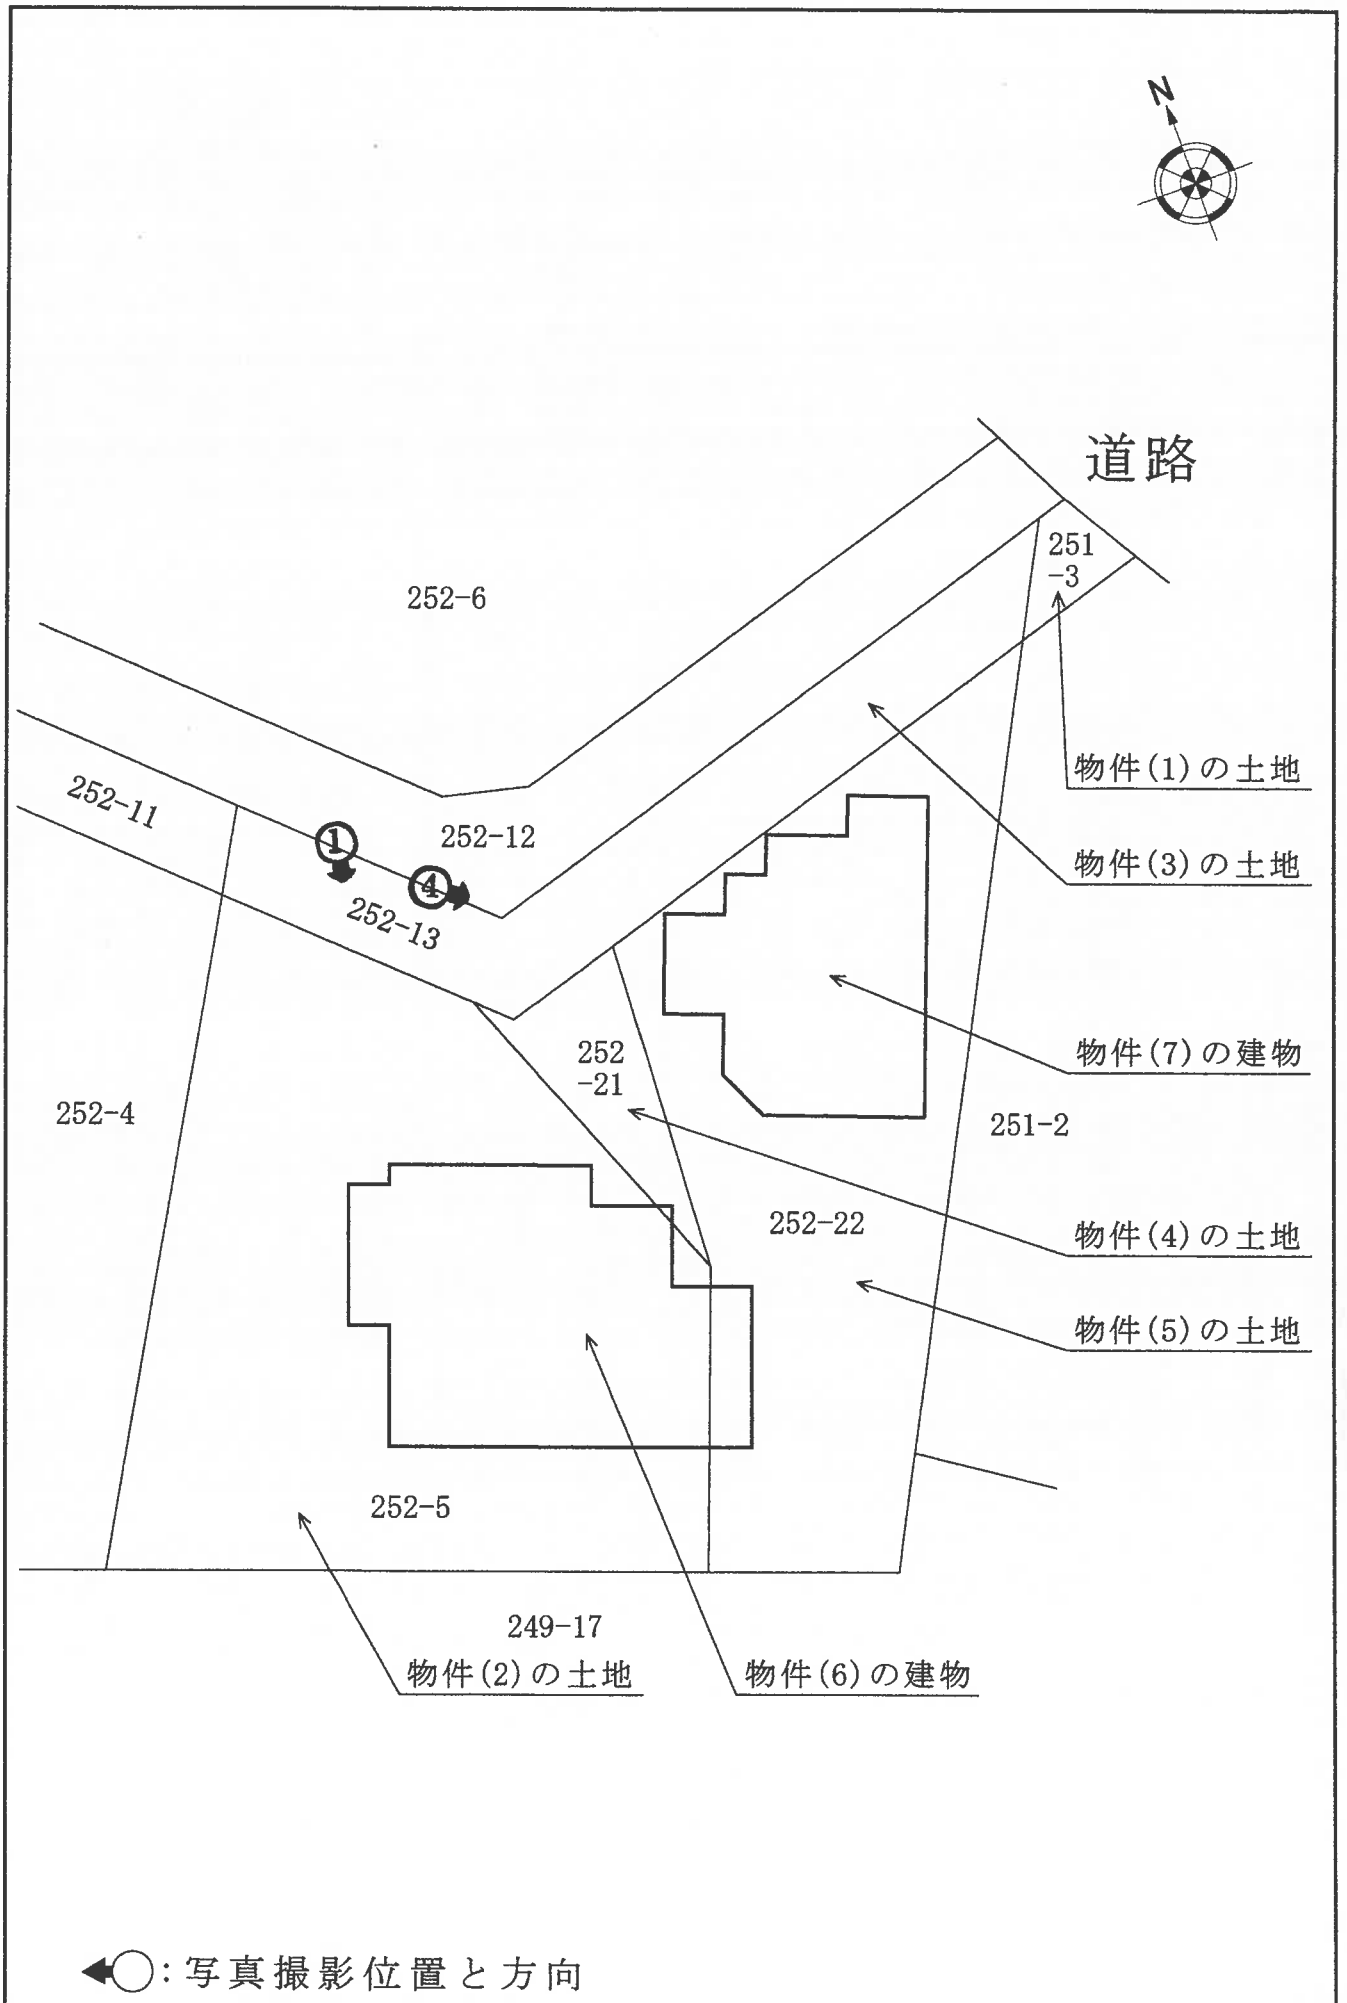 N
道路
251
-3
252-6
物件(1)の土地
252-11
252-12
①
物件(3)の土地
④
252-13
252
-21
物件(7)の建物
252-4
251-2
252-22
物件(4)の土地
物件(5)の土地
252-5
249-17
物件(2)の土地
物件(6)の建物
:写真撮影位置と方向